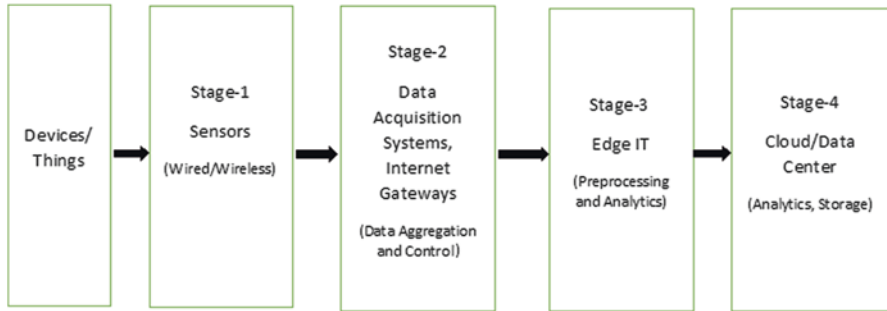 Devices/
Things
Stage-1
Sensors
(Wired/Wireless)
Stage-2
Data
Acquisition
Systems,
Internet
Gateways
(Data Aggregation
and Control)
Stage-3
Edge IT
(Preprocessing
and Analytics)
Stage-4
Cloud/Data
Center
(Analytics, Storage)